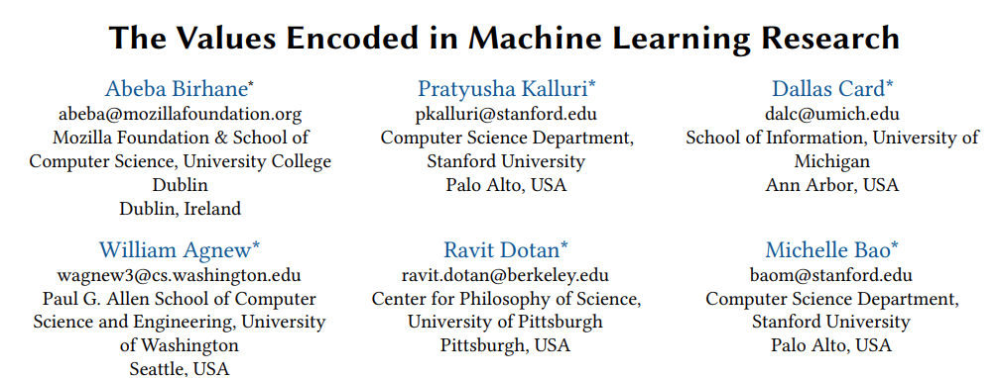 The Values Encoded in Machine Learning Research
Abeba Birhane*
abeba@mozillafoundation.org
Mozilla Foundation & School of
Computer Science, University College
Dublin
Dublin, Ireland
Pratyusha Kalluri*
pkalluri@stanford.edu
Computer Science Department,
Stanford University
Palo Alto, USA
Dallas Card*
dalc@umich.edu
School of Information, University of
Michigan
Ann Arbor, USA
William Agnew*
wagnew3@cs.washington.edu
Paul G. Allen School of Computer
Science and Engineering, University
of Washington
Seattle, USA
Ravit Dotan*
ravit.dotan@berkeley.edu
Center for Philosophy of Science,
University of Pittsburgh
Pittsburgh, USA
Michelle Bao*
baom@stanford.edu
Computer Science Department,
Stanford University
Palo Alto, USA